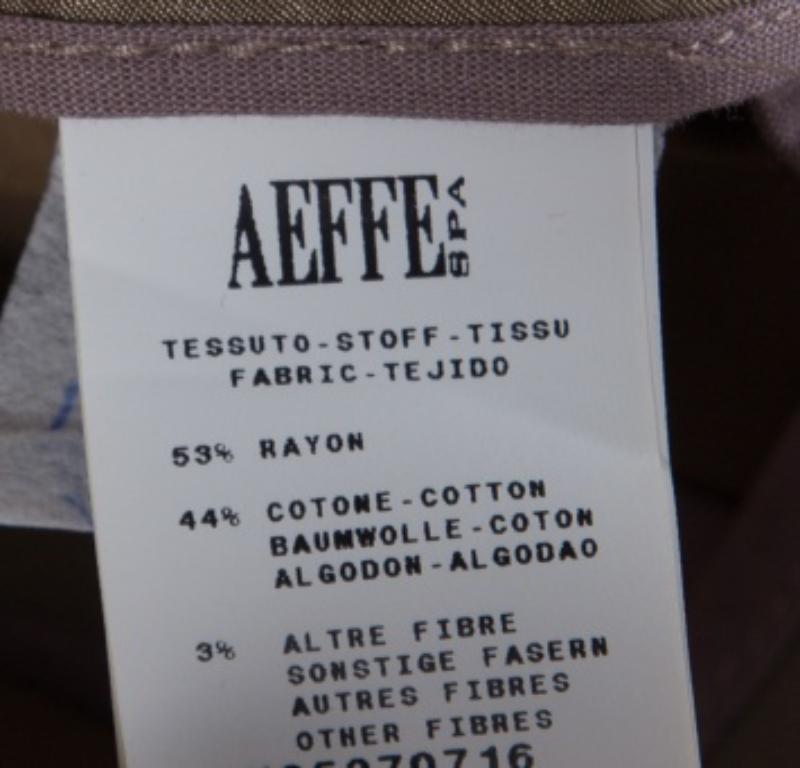 AEFFE SPA
TESSUTO-STOFF-TISSU
FABRIC-TEJIDO
53% RAYON
44% COTONE-COTTON
BAUMWOLLE-COTON
ALGODON-ALGODAO
3% ALTRE FIBRE
SONSTIGE FASERN
AUTRES FIBRES
OTHER FIBRES